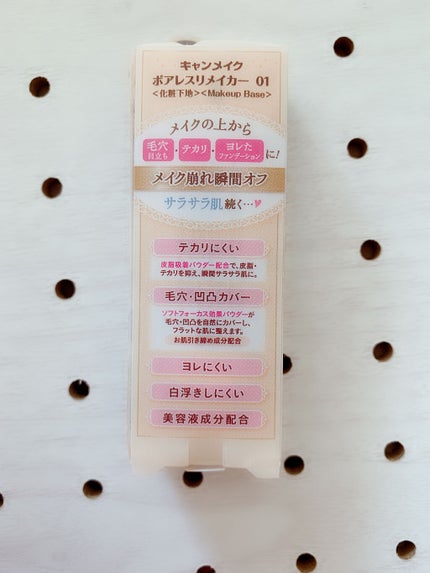 キャンメイク
ポアレスリメイカー 01
<化粧下地><Makeup Base>
メイクの上から
毛穴目立ち・テカリ・ヨレたファンデーションに!
メイク崩れ瞬間オフ
サラサラ肌続く…
テカリにくい
皮脂吸着パウダー配合で、皮脂・
テカリを抑え、瞬間サラサラ肌に。
毛穴・凹凸カバー
ソフトフォーカス効果パウダーが
毛穴・凹凸を自然にカバーし、
フラットな肌に整えます。
お肌引き締め成分配合
ヨレにくい
白浮きしにくい
美容液成分配合